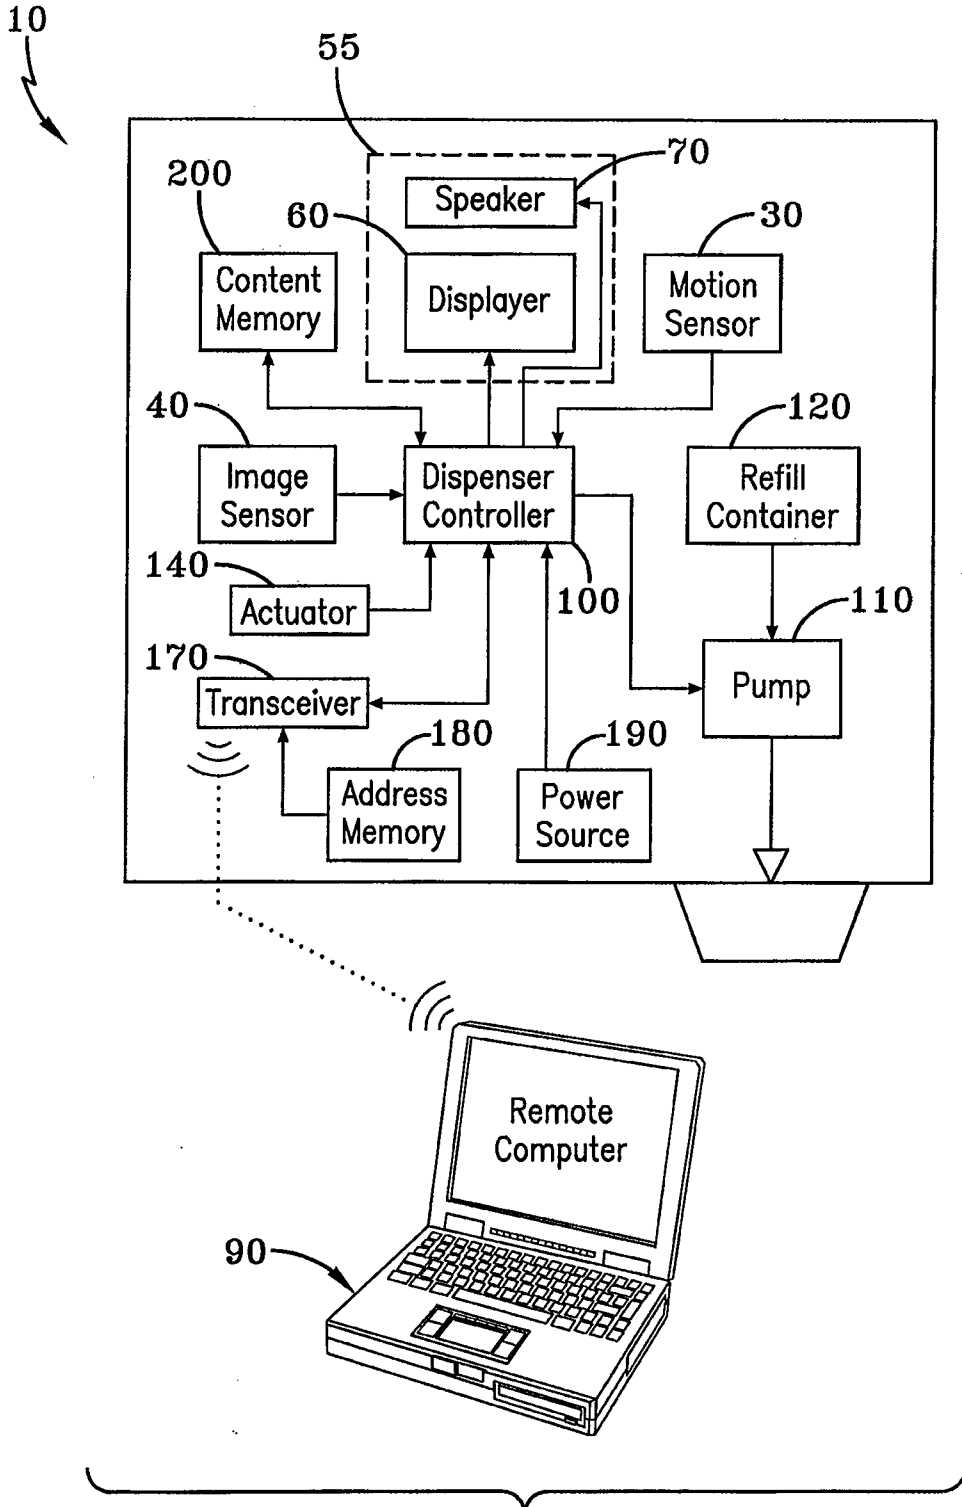 10
55
200
70
Speaker
60
30
Content
Memory
Displayer
Motion
Sensor
40
120
Image
Sensor
Dispenser
Controller
Refill
Container
140
100
110
Actuator
170
Transceiver
Pump
180
190
Address
Memory
Power
Source
Remote
Computer
90